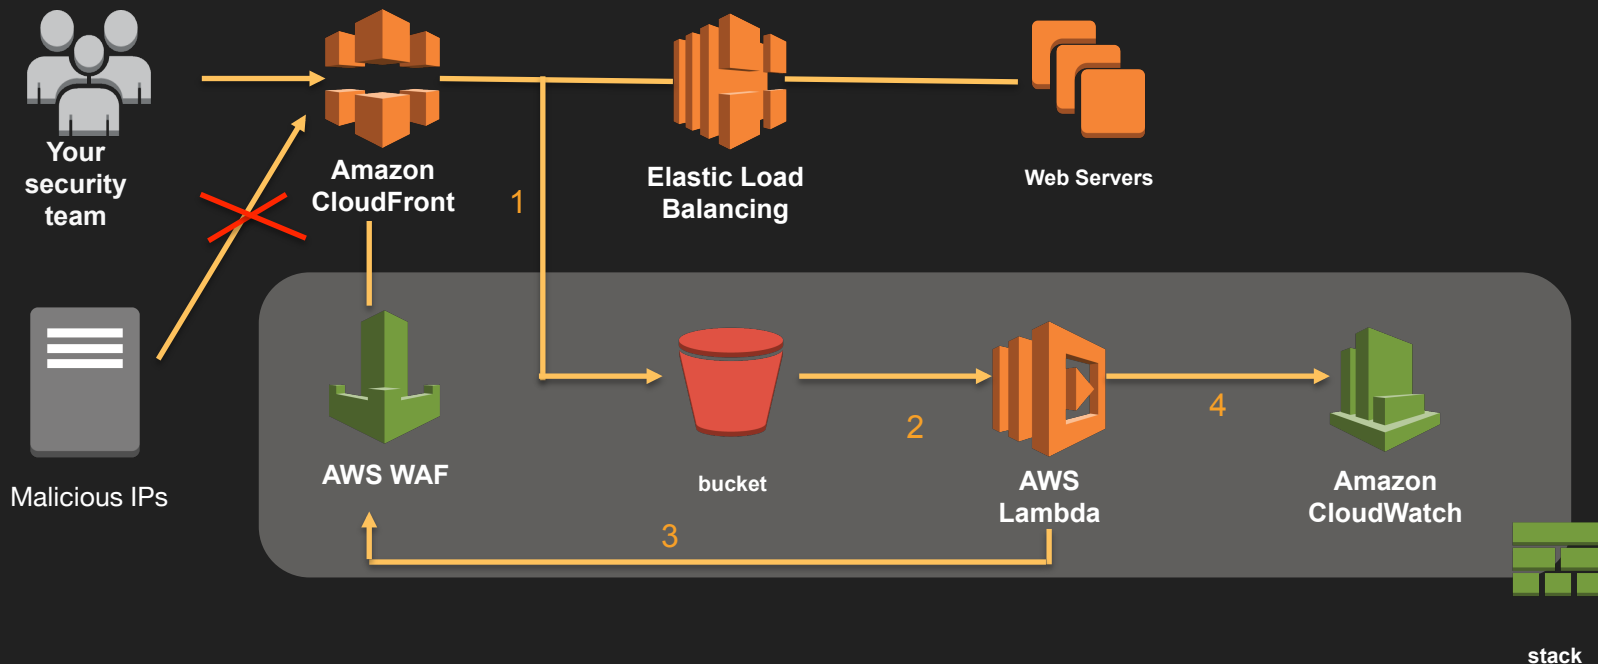 Your
security
team
Amazon
CloudFront
Elastic Load
Balancing
Web Servers
1
Malicious IPs
AWS WAF
bucket
2
AWS
Lambda
4
Amazon
CloudWatch
3
stack